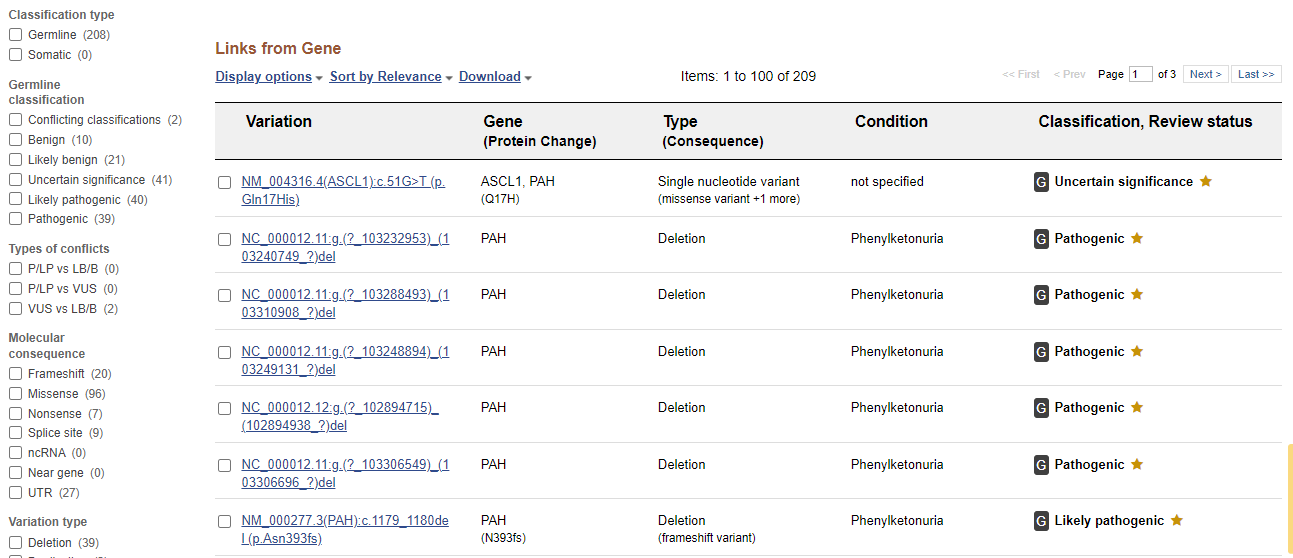 Classification type
Germline (208)
Somatic (0)
Germline
classification
Conflicting classifications (2)
Benign (10)
Likely benign (21)
Uncertain significance (41)
Likely pathogenic (40)
Pathogenic (39)
Types of conflicts
P/LP vs LB/B (0)
P/LP vs VUS (0)
VUS vs LB/B (2)
Molecular
consequence
Frameshift (20)
Missense (96)
Nonsense (7)
Splice site (9)
ncRNA (0)
Near gene (0)
UTR (27)
Variation type
Deletion (39)
Links from Gene
Display options Sort by Relevance Download
Items: 1 to 100 of 209
<< First < Prev Page 1 of 3 Next > Last >>
Variation Gene Type Condition Classification, Review status
(Protein Change) (Consequence)
NM_004316.4(ASCL1):c.51G>T (p. ASCL1, PAH Single nucleotide variant not specified G Uncertain significance
Gln17His) (Q17H) (missense variant +1 more)
NC_000012.11:g.(?_103232953)_(1 PAH Deletion Phenylketonuria G Pathogenic
03240749_?)del
NC_000012.11:g.(?_103288493)_(1 PAH Deletion Phenylketonuria G Pathogenic
03310908_?)del
NC_000012.11:g.(?_103248894)_(1 PAH Deletion Phenylketonuria G Pathogenic
03249131_?)del
NC_000012.12:g.(?_102894715)_ PAH Deletion Phenylketonuria G Pathogenic
(102894938_?)del
NC_000012.11:g.(?_103306549)_(1 PAH Deletion Phenylketonuria G Pathogenic
03306696_?)del
NM_000277.3(PAH):c.1179_1180de PAH Deletion Phenylketonuria G Likely pathogenic
l (p.Asn393fs) (N393fs) (frameshift variant)